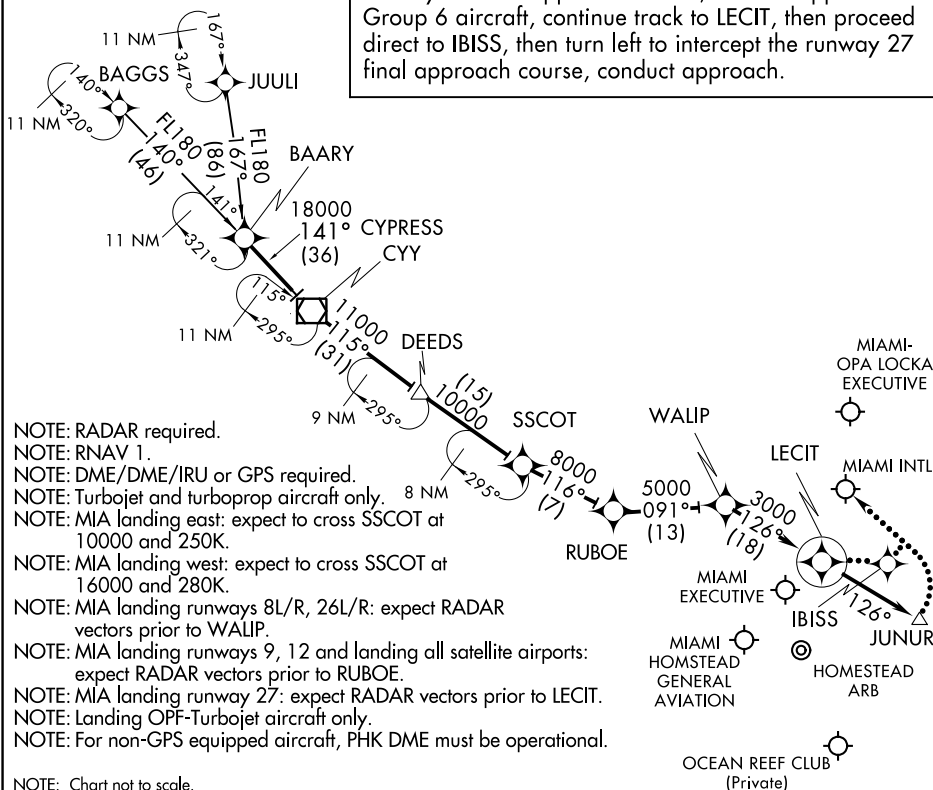 Group 6 aircraft, continue track to LECIT, then proceed
direct to IBISS, then turn left to intercept the runway 27
final approach course, conduct approach.
11 NM
167°
347°
JUULI
BAGGS
140°
320°
11 NM
FL180
140°
(46)
FL180
167°
(86)
BAARY
141°
321°
11 NM
18000
141°
(36)
CYPRESS
CYY
115°
295°
11 NM
11000
115°
(31)
DEEDS
295°
9 NM
(15)
10000
SSCOT
295°
8 NM
8000
116°
(7)
RUBOE
5000
091°
(13)
WALIP
3000
126°
(18)
LECIT
126°
IBISS
JUNUR
MIAMI-
OPA LOCKA
EXECUTIVE
MIAMI INTL
MIAMI
EXECUTIVE
MIAMI
HOMSTEAD
GENERAL
AVIATION
HOMESTEAD
ARB
OCEAN REEF CLUB
(Private)
NOTE: RADAR required.
NOTE: RNAV 1.
NOTE: DME/DME/IRU or GPS required.
NOTE: Turbojet and turboprop aircraft only.
NOTE: MIA landing east: expect to cross SSCOT at
10000 and 250K.
NOTE: MIA landing west: expect to cross SSCOT at
16000 and 280K.
NOTE: MIA landing runways 8L/R, 26L/R: expect RADAR
vectors prior to WALIP.
NOTE: MIA landing runways 9, 12 and landing all satellite airports:
expect RADAR vectors prior to RUBOE.
NOTE: MIA landing runway 27: expect RADAR vectors prior to LECIT.
NOTE: Landing OPF-Turbojet aircraft only.
NOTE: For non-GPS equipped aircraft, PHK DME must be operational.
NOTE: Chart not to scale.